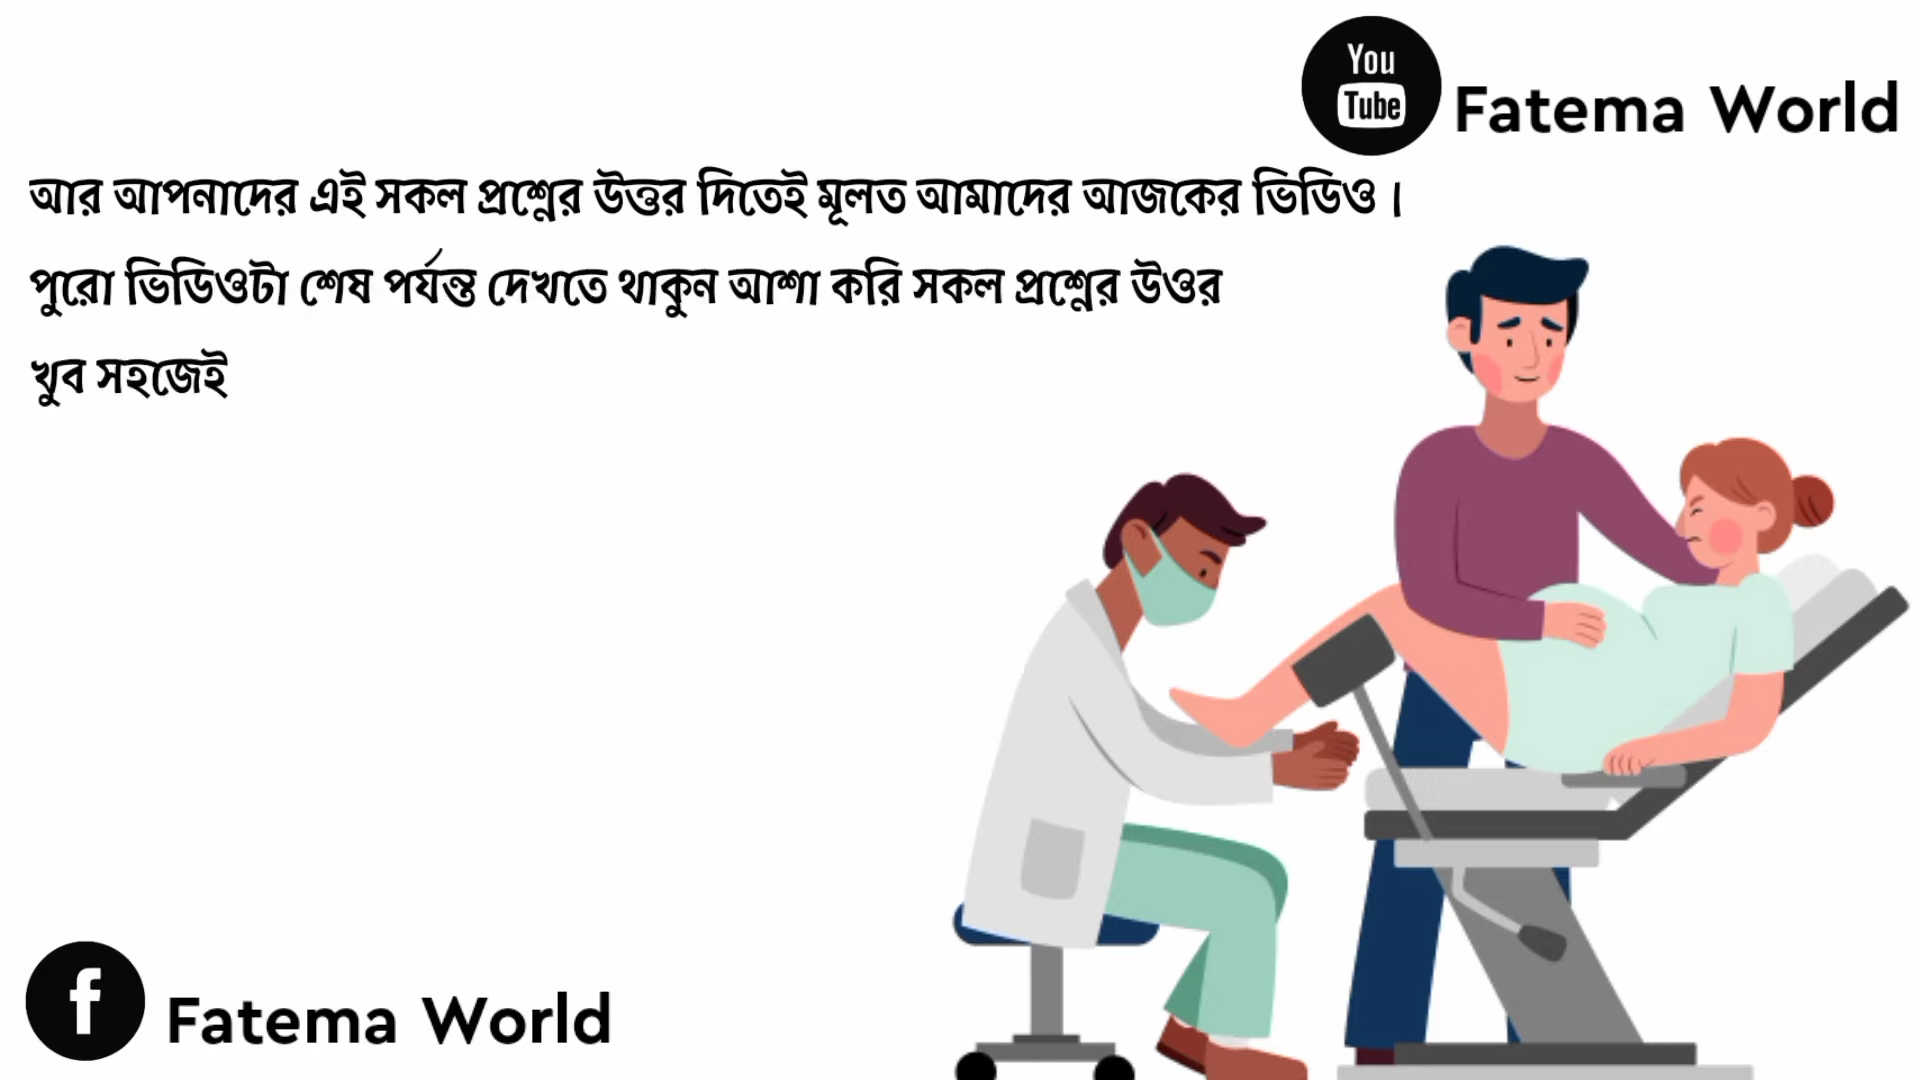 You
Tube
Fatema World
আর আপনাদের এই সকল প্রশ্নের উত্তর দিতেই মূলত আমাদের আজকের ভিডিও।
পুরো ভিডিওটা শেষ পর্যন্ত দেখতে থাকুন আশা করি সকল প্রশ্নের উওর
খুব সহজেই
f Fatema World